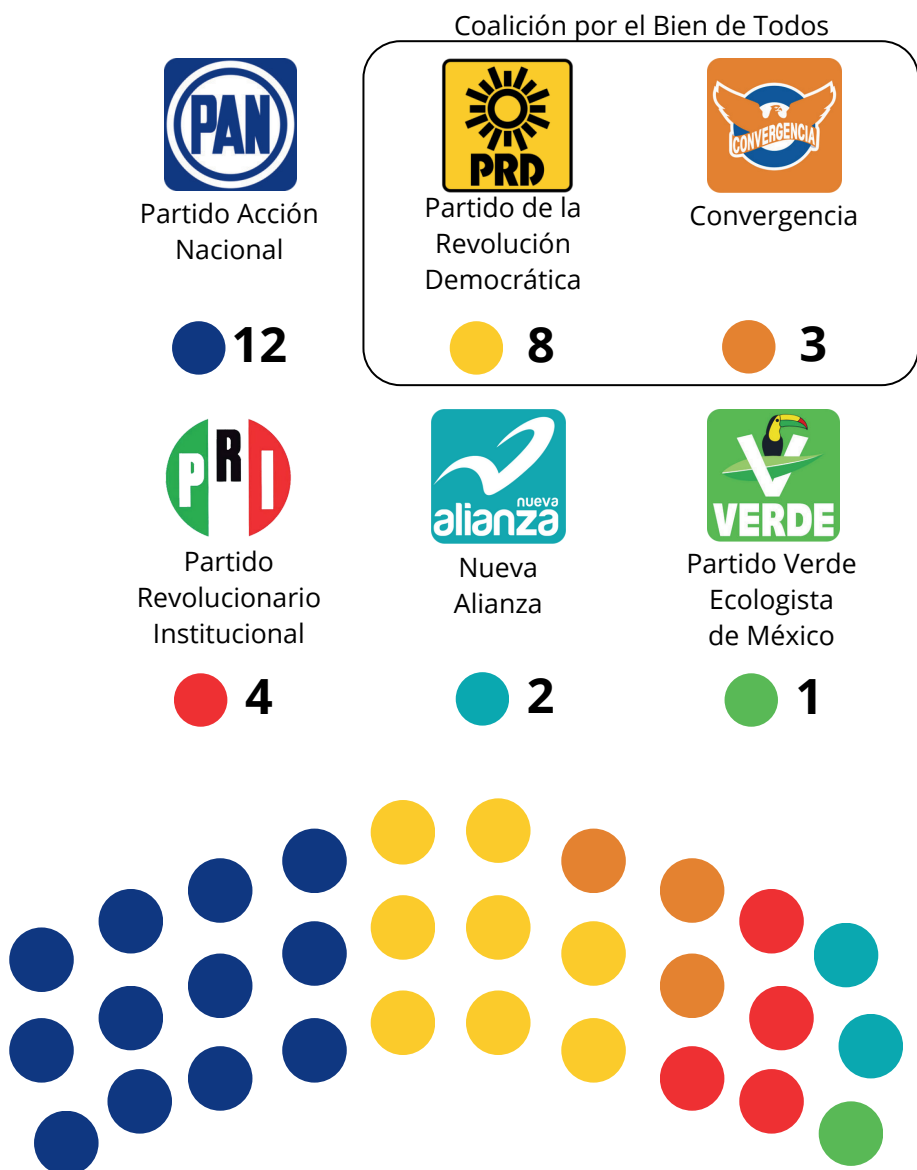 Coalición por el Bien de Todos
PAN
Partido Acción
Nacional
12
PRD
Partido de la
Revolución
Democrática
8
CONVERGENCIA
Convergencia
3
PRI
Partido
Revolucionario
Institucional
4
nueva
alianza
Nueva
Alianza
2
V
VERDE
Partido Verde
Ecologista
de México
1